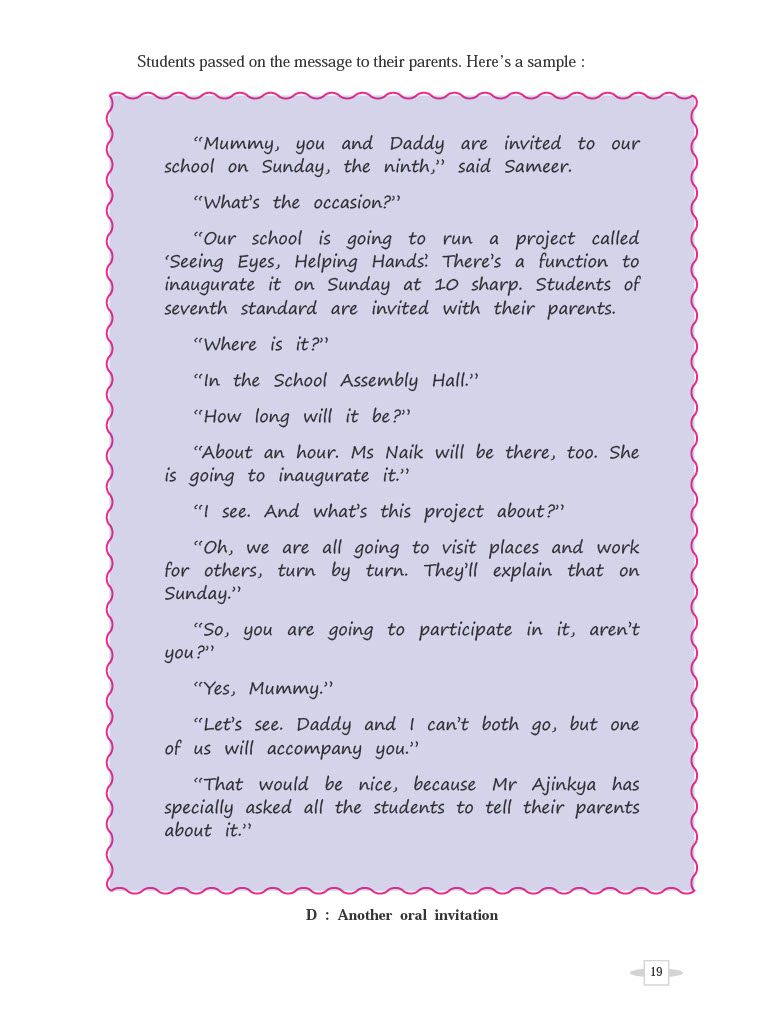 Students passed on the message to their parents. Here's a sample :
“Mummy, you and Daddy are invited to our
school on Sunday, the ninth,” said Sameer.
“What's the occasion?”
“Our school is going to run a project called
‘Seeing Eyes, Helping Hands’. There's a function to
inaugurate it on Sunday at 10 sharp. Students of
seventh standard are invited with their parents.
“Where is it?”
“In the School Assembly Hall.”
“How long will it be?”
“About an hour. Ms Naik will be there, too. She
is going to inaugurate it.”
“I see. And what's this project about?”
“Oh, we are all going to visit places and work
for others, turn by turn. They'll explain that on
Sunday.”
“So, you are going to participate in it, aren't
you?”
“Yes, Mummy.”
“Let's see. Daddy and I can't both go, but one
of us will accompany you.”
“That would be nice, because Mr Ajinkya has
specially asked all the students to tell their parents
about it.”
D : Another oral invitation
19